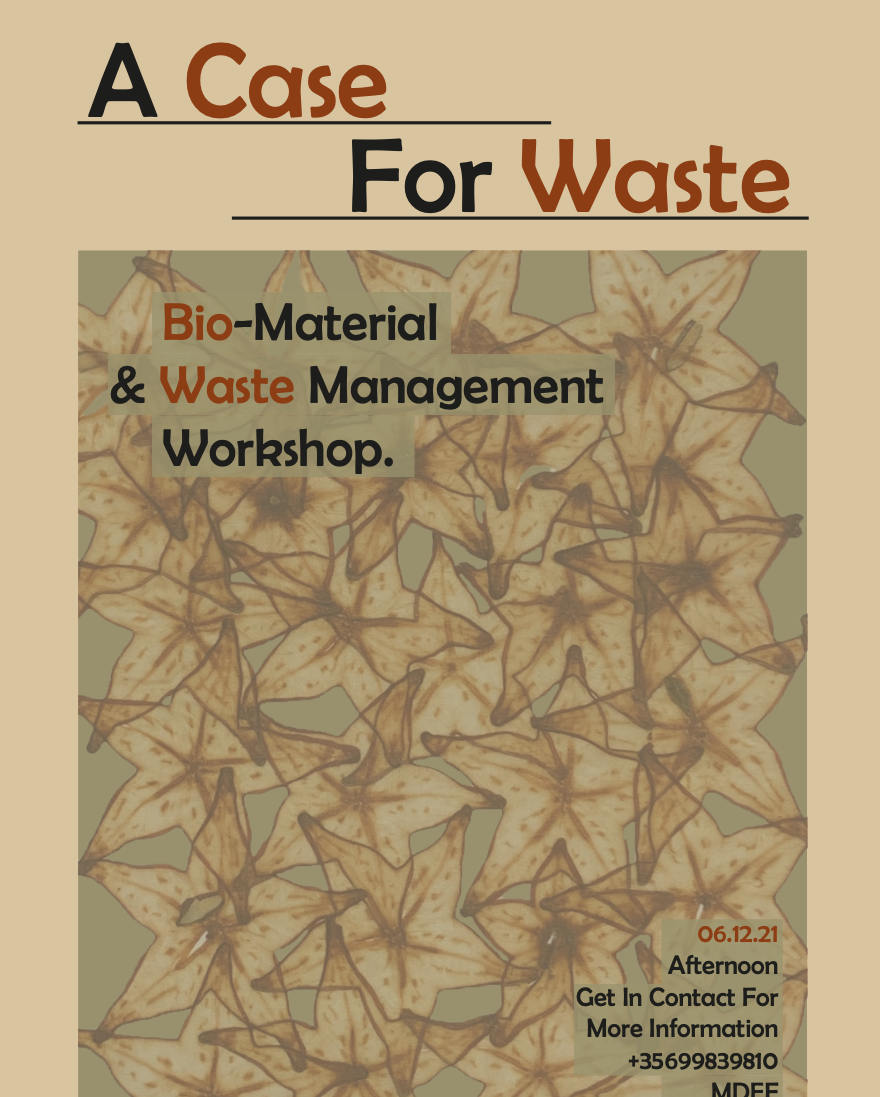 A Case
For Waste
Bio-Material
& Waste Management
Workshop.
06.12.21
Afternoon
Get In Contact For
More Information
+35699839810